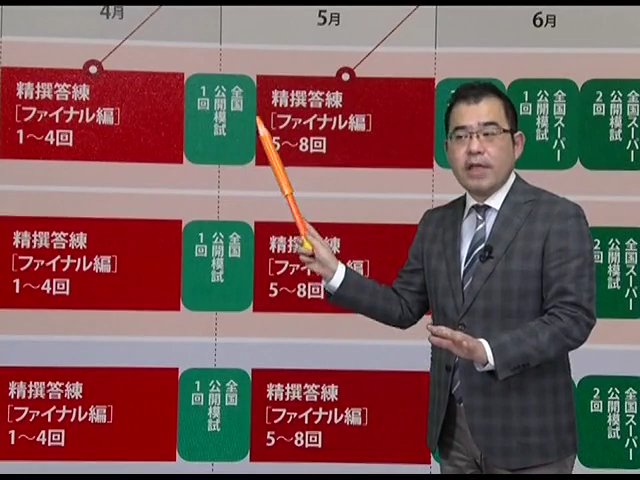 4月
5月
6月
精撰答練
[ファイナル編]
1〜4回
全国
公開模試
1回
精撰答練
[ファイナル編]
5〜8回
全国スーパー
公開模試
1回
全国スーパー
公開模試
2回
精撰答練
[ファイナル編]
1〜4回
全国
公開模試
1回
精撰答練
[ファイナル編]
5〜8回
全国スーパー
公開模試
2回
精撰答練
[ファイナル編]
1〜4回
全国
公開模試
1回
精撰答練
[ファイナル編]
5〜8回
全国スーパー
公開模試
2回